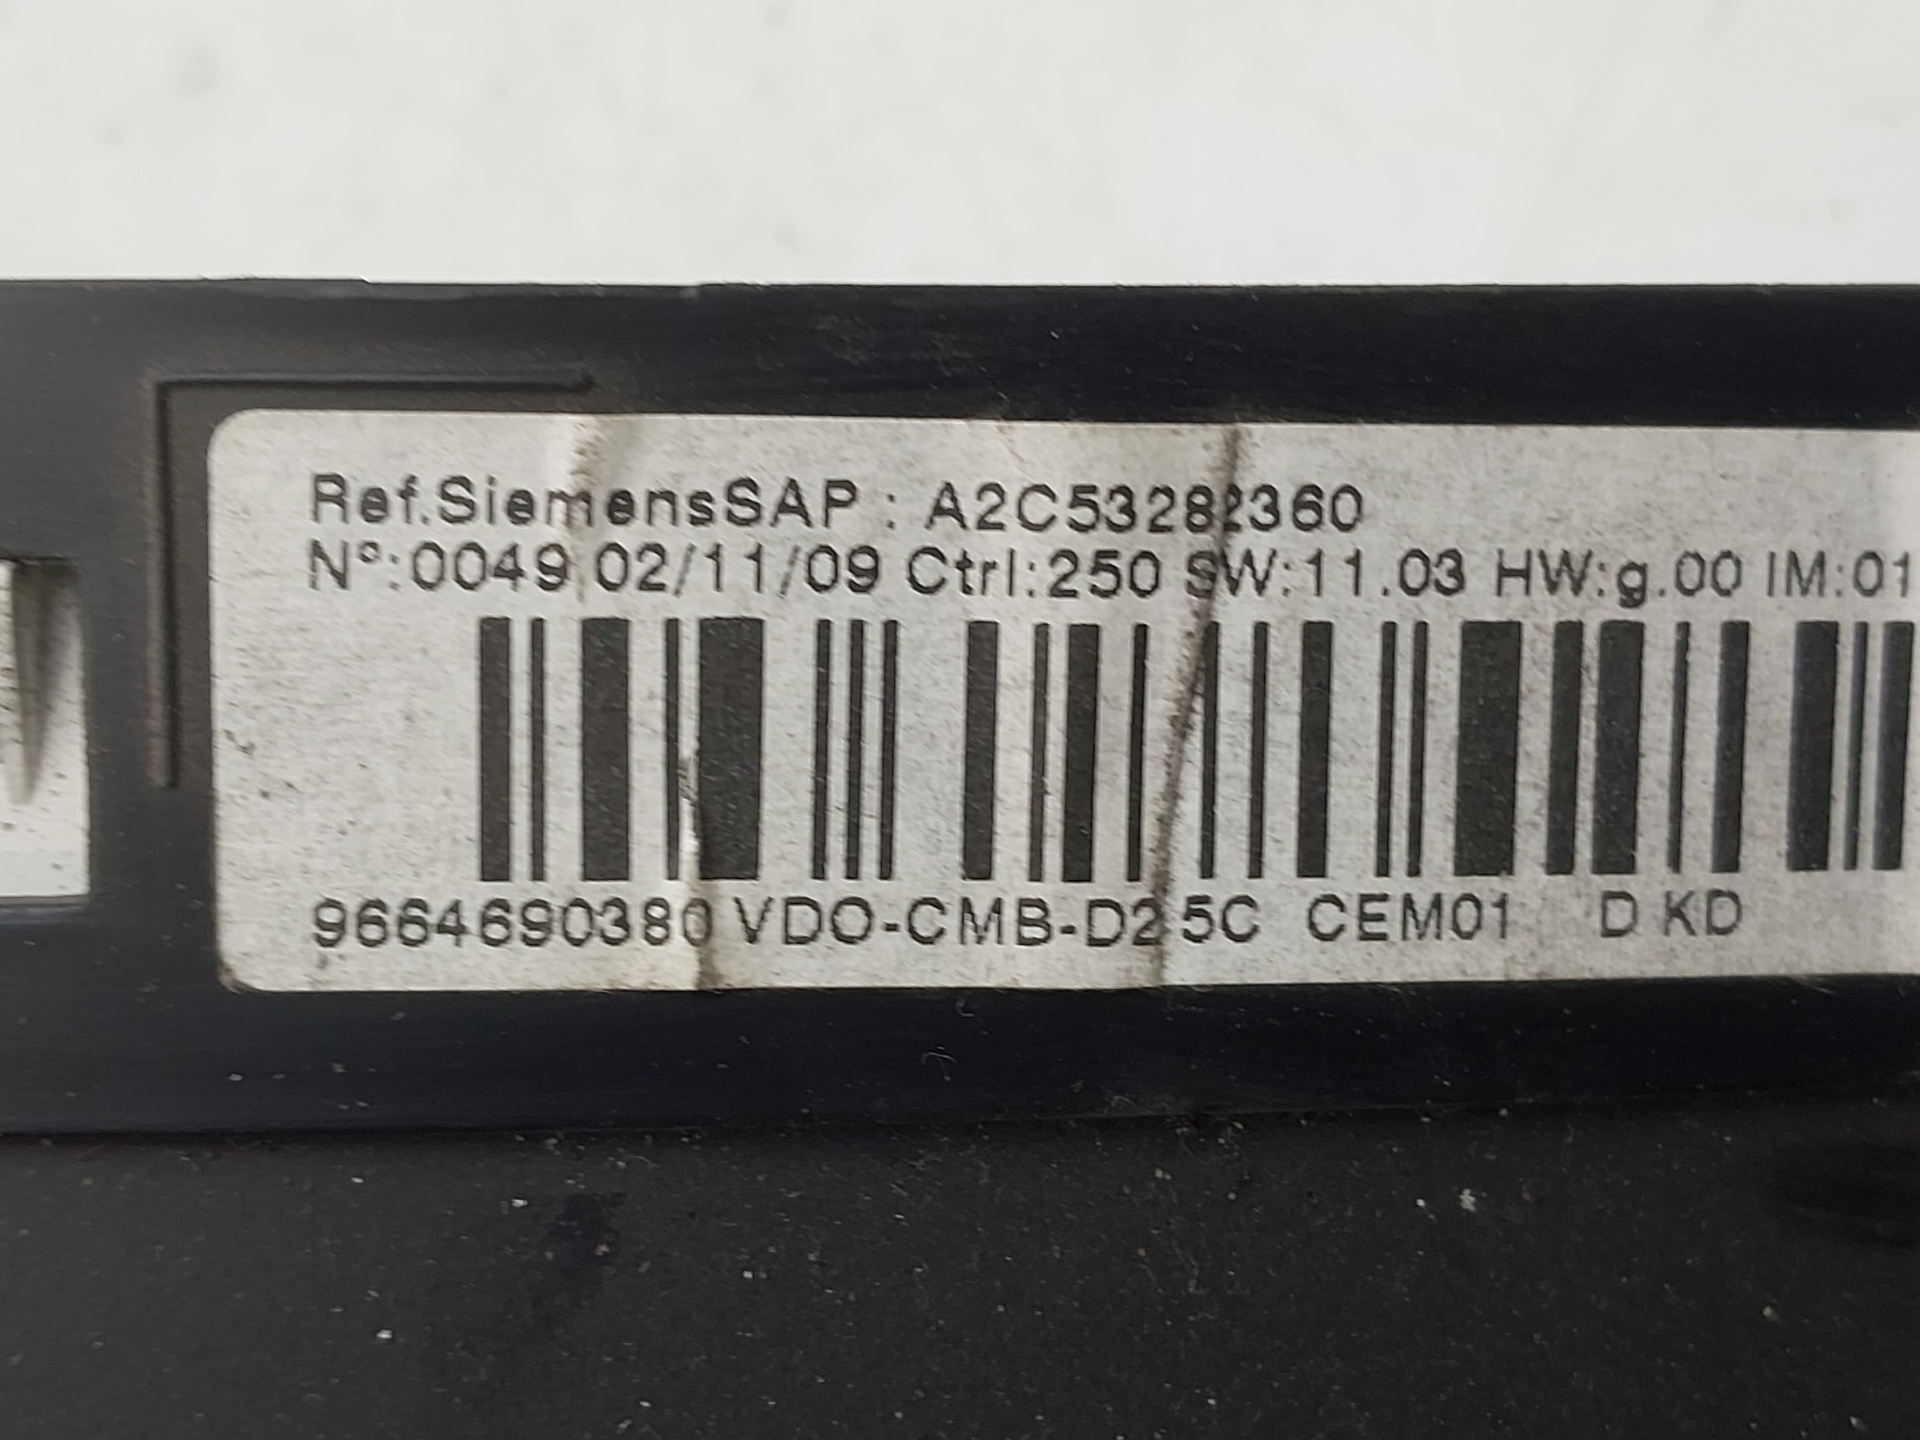 Ref.SiemensSAP : A2C53282360
N°:0049 02/11/09 Ctrl:250 SW:11.03 HW:g.00 IM:01
9664690380 VDO-CMB-D2.5C CEM01 D KD